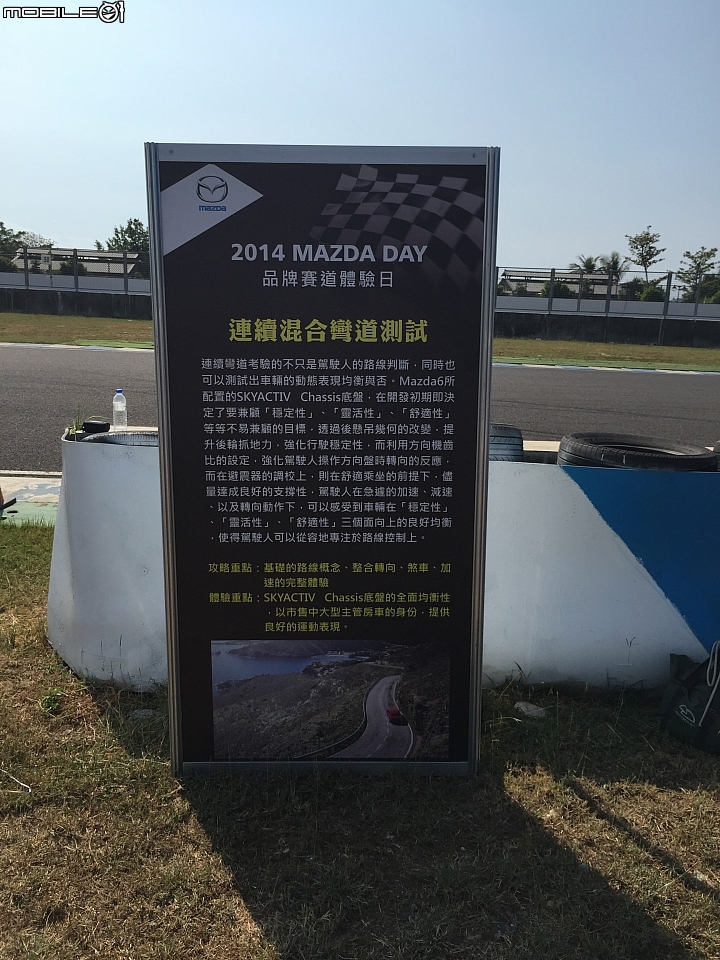 MOBILE01
mazda
2014 MAZDA DAY
品牌賽道體驗日
連續混合彎道測試
連續彎道考驗的不只是駕駛人的路線判斷，同時也
可以測試出車輛的動態表現均衡與否。Mazda6所
配置的SKYACTIV Chassis底盤，在開發初期即決
定了要兼顧「穩定性」、「靈活性」、「舒適性」
等等不易兼顧的目標，透過後懸吊幾何的改變，提
升後輪抓地力，強化行駛穩定性，而利用方向機齒
比的設定，強化駕駛人操作方向盤時轉向的反應，
而在避震器的調校上，則在舒適乘坐的前提下，儘
量達成良好的支撐性，駕駛人在急遽的加速、減速
、以及轉向動作下，可以感受到車輛在「穩定性」
、「靈活性」、「舒適性」三個面向上的良好均衡
，使得駕駛人可以從容地專注於路線控制上。
攻略重點：基礎的路線概念、整合轉向、煞車、加
速的完整體驗
體驗重點：SKYACTIV Chassis底盤的全面均衡性
，以市售中大型主管房車的身份，提供
良好的運動表現。